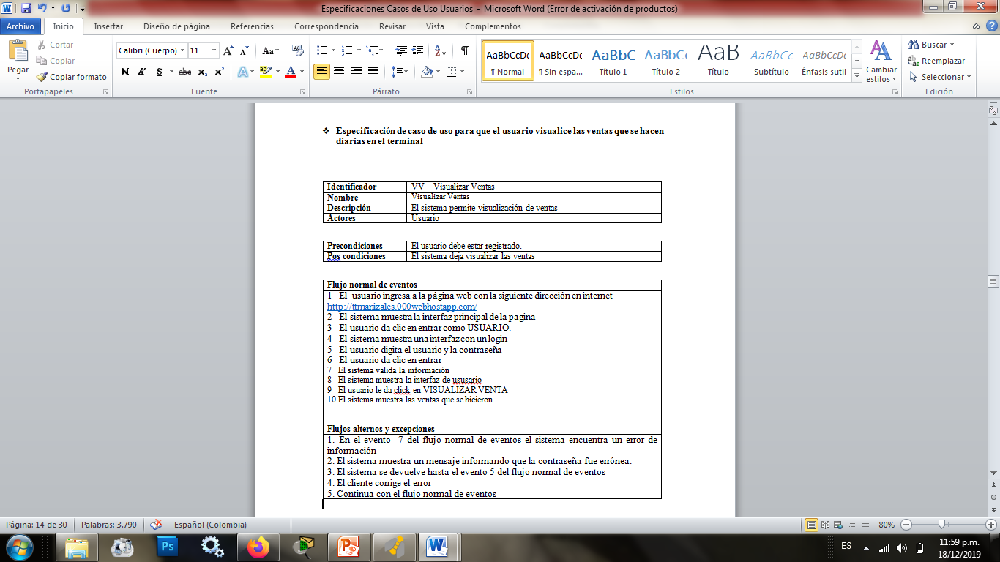 Especificaciones Casos de Uso Usuarios - Microsoft Word (Error de activación de productos)
Archivo Inicio Insertar Diseño de página Referencias Correspondencia Revisar Vista Complementos
Pegar
Cortar
Copiar
Copiar formato
Portapapeles
Calibri (Cuerpo) 11
N K S abc x₂ x²
Fuente
Párrafo
AaBbCcDc AaBbCcDc AaBbC AaBbCc AaB AaBbCc AaBbCcDc
¶ Normal ¶ Sin espa... Título 1 Título 2 Título Subtítulo Énfasis sutil
Cambiar estilos
Estilos
Buscar
Reemplazar
Seleccionar
Edición
❖ Especificación de caso de uso para que el usuario visualice las ventas que se hacen
diarias en el terminal
Identificador VV – Visualizar Ventas
Nombre Visualizar Ventas
Descripción El sistema permite visualización de ventas
Actores Usuario
Precondiciones El usuario debe estar registrado.
Pos condiciones El sistema deja visualizar las ventas
Flujo normal de eventos
1 El usuario ingresa a la página web con la siguiente dirección en internet
http://ttmanizales.000webhostapp.com/
2 El sistema muestra la interfaz principal de la pagina
3 El usuario da clic en entrar como USUARIO.
4 El sistema muestra una interfaz con un login
5 El usuario digita el usuario y la contraseña
6 El usuario da clic en entrar
7 El sistema valida la información
8 El sistema muestra la interfaz de ususario
9 El usuario le da click en VISUALIZAR VENTA
10 El sistema muestra las ventas que se hicieron
Flujos alternos y excepciones
1. En el evento 7 del flujo normal de eventos el sistema encuentra un error de
información
2. El sistema muestra un mensaje informando que la contraseña fue errónea.
3. El sistema se devuelve hasta el evento 5 del flujo normal de eventos
4. El cliente corrige el error
5. Continua con el flujo normal de eventos
Página: 14 de 30 Palabras: 3.790 Español (Colombia) 80%
ES 11:59 p.m.
18/12/2019